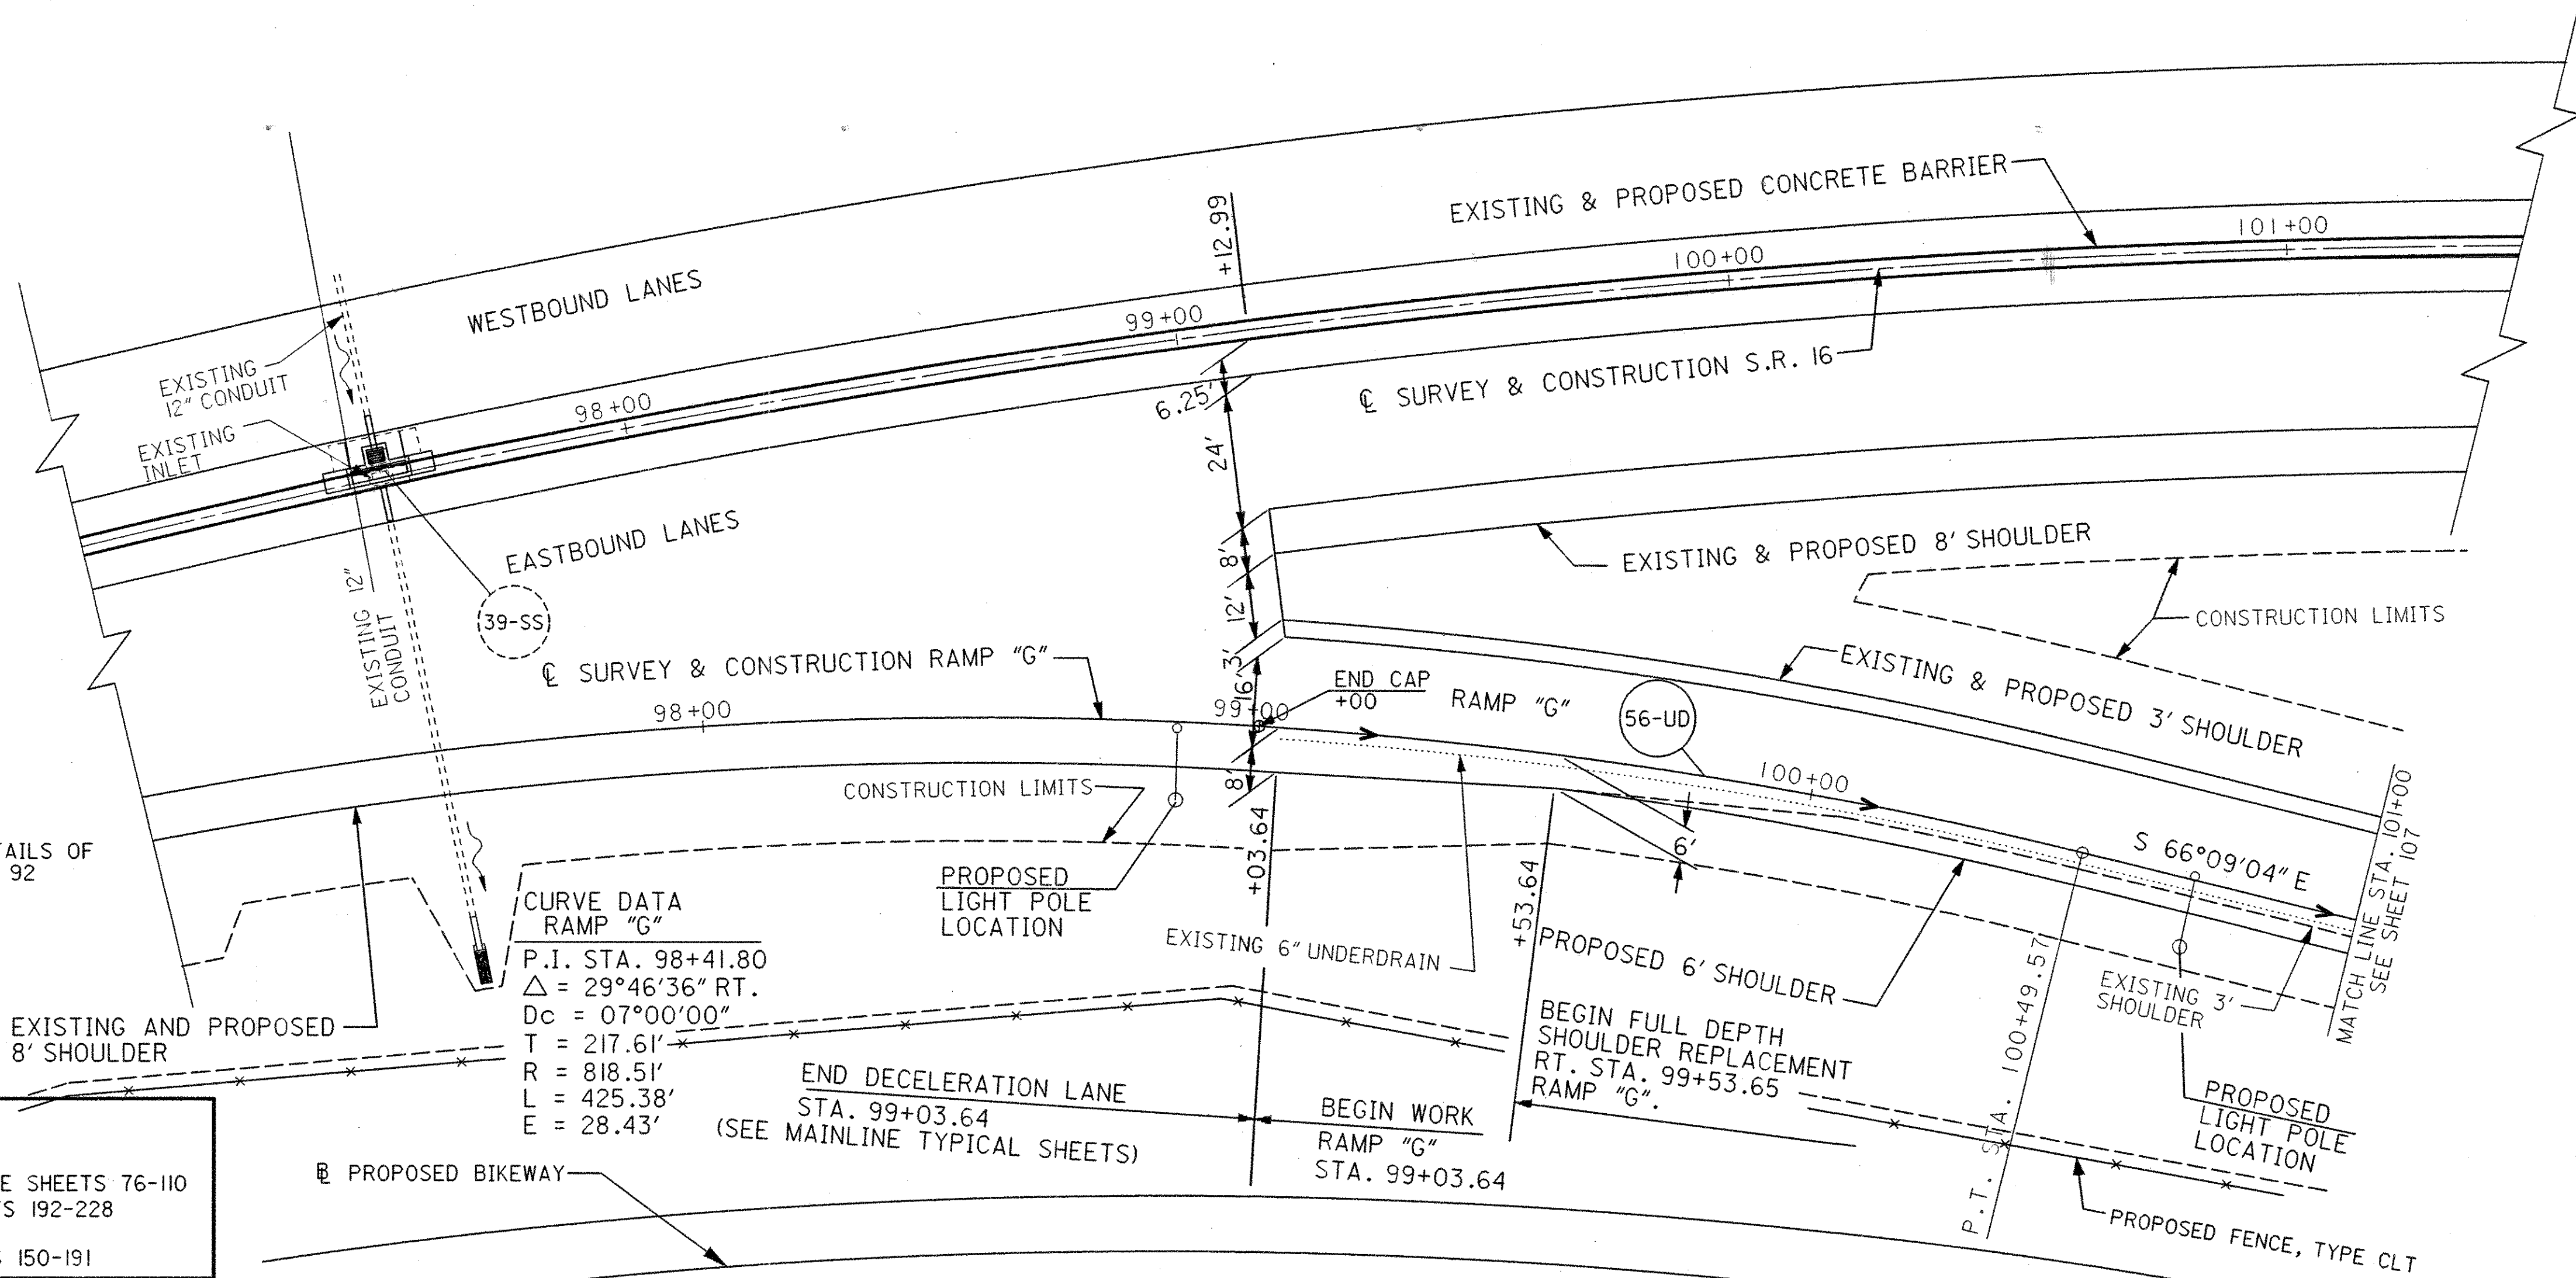 EXISTING & PROPOSED CONCRETE BARRIER
+12.99
101+00
100+00
99+00
98+00
WESTBOUND LANES
EXISTING
12" CONDUIT
EXISTING
INLET
℄ SURVEY & CONSTRUCTION S.R. 16
6.25'
24'
8'
12'
3'
16'
8'
EASTBOUND LANES
EXISTING 12"
CONDUIT
39-SS
EXISTING & PROPOSED 8' SHOULDER
CONSTRUCTION LIMITS
℄ SURVEY & CONSTRUCTION RAMP "G"
END CAP
+00
RAMP "G"
56-UD
EXISTING & PROPOSED 3' SHOULDER
98+00
99+00
100+00
CONSTRUCTION LIMITS
+03.64
+53.64
6'
S 66°09'04" E
MATCH LINE STA. 101+00
SEE SHEET 107
AILS OF
92
PROPOSED
LIGHT POLE
LOCATION
EXISTING 6" UNDERDRAIN
PROPOSED 6' SHOULDER
EXISTING 3'
SHOULDER
P.T. STA. 100+49.57
CURVE DATA
RAMP "G"
P.I. STA. 98+41.80
△ = 29°46'36" RT.
Dc = 07°00'00"
T = 217.61'
R = 818.51'
L = 425.38'
E = 28.43'
EXISTING AND PROPOSED
8' SHOULDER
BEGIN FULL DEPTH
SHOULDER REPLACEMENT
RT. STA. 99+53.65
RAMP "G".
END DECELERATION LANE
STA. 99+03.64
(SEE MAINLINE TYPICAL SHEETS)
BEGIN WORK
RAMP "G"
STA. 99+03.64
PROPOSED
LIGHT POLE
LOCATION
E SHEETS 76-110
TS 192-228
150-191
PROPOSED BIKEWAY
PROPOSED FENCE, TYPE CLT